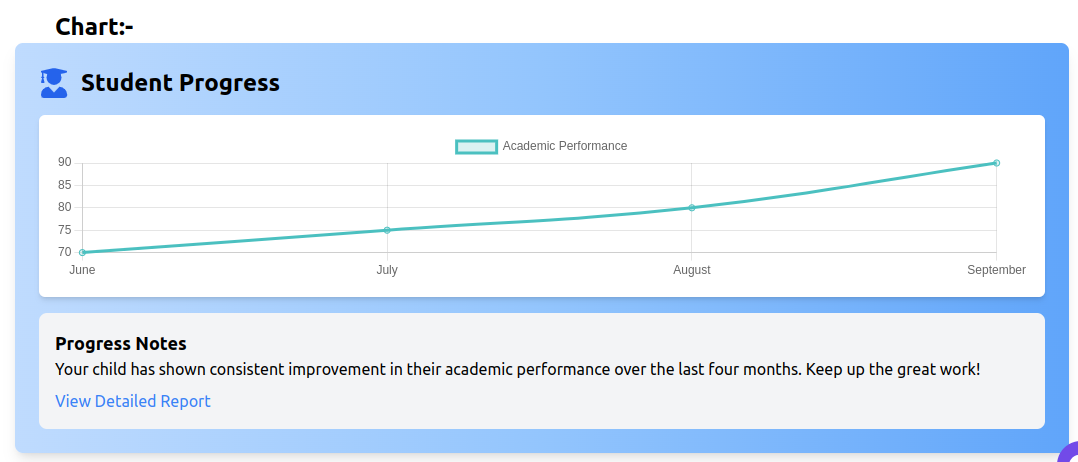 Chart:-
Student Progress
Academic Performance
90
85
80
75
70
June July August September
Progress Notes
Your child has shown consistent improvement in their academic performance over the last four months. Keep up the great work!
View Detailed Report